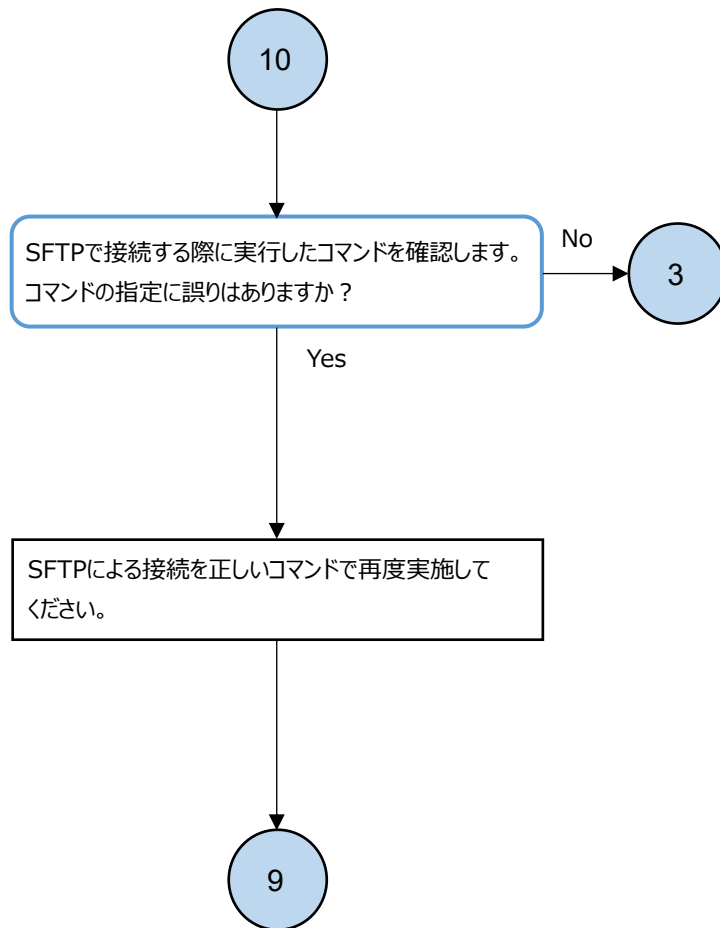 10
SFTPで接続する際に実行したコマンドを確認します。
コマンドの指定に誤りはありますか？
No
3
Yes
SFTPによる接続を正しいコマンドで再度実施して
ください。
9